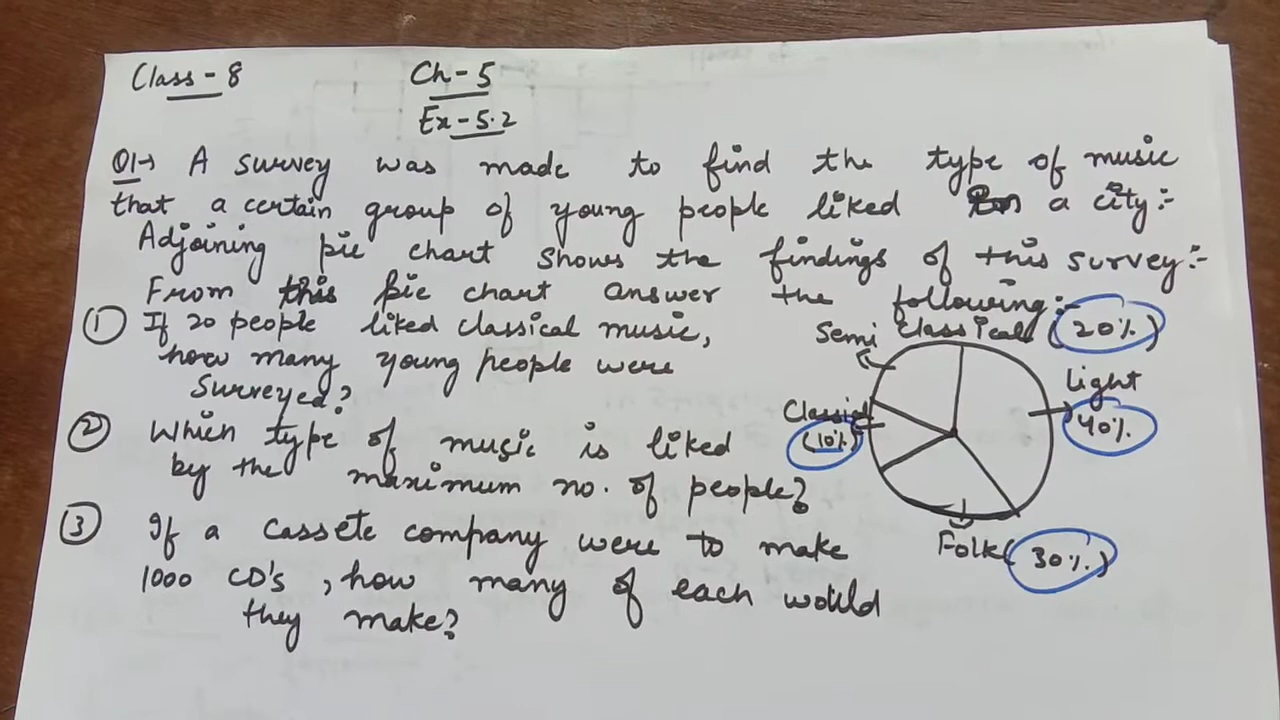 Class - 8
Ch - 5
Ex - 5.2
Q1→ A survey was made to find the type of music
that a certain group of young people liked in a city:-
Adjoining pie chart shows the findings of this survey:-
From this pie chart answer the following:-
① If 20 people liked classical music,
how many young people were
surveyed?
② Which type of music is liked
by the maximum no. of people?
③ If a cassete company were to make
1000 CD's, how many of each would
they make?
Semi Classical (20%)
Light
40%
Classical
(10%)
Folk (30%)